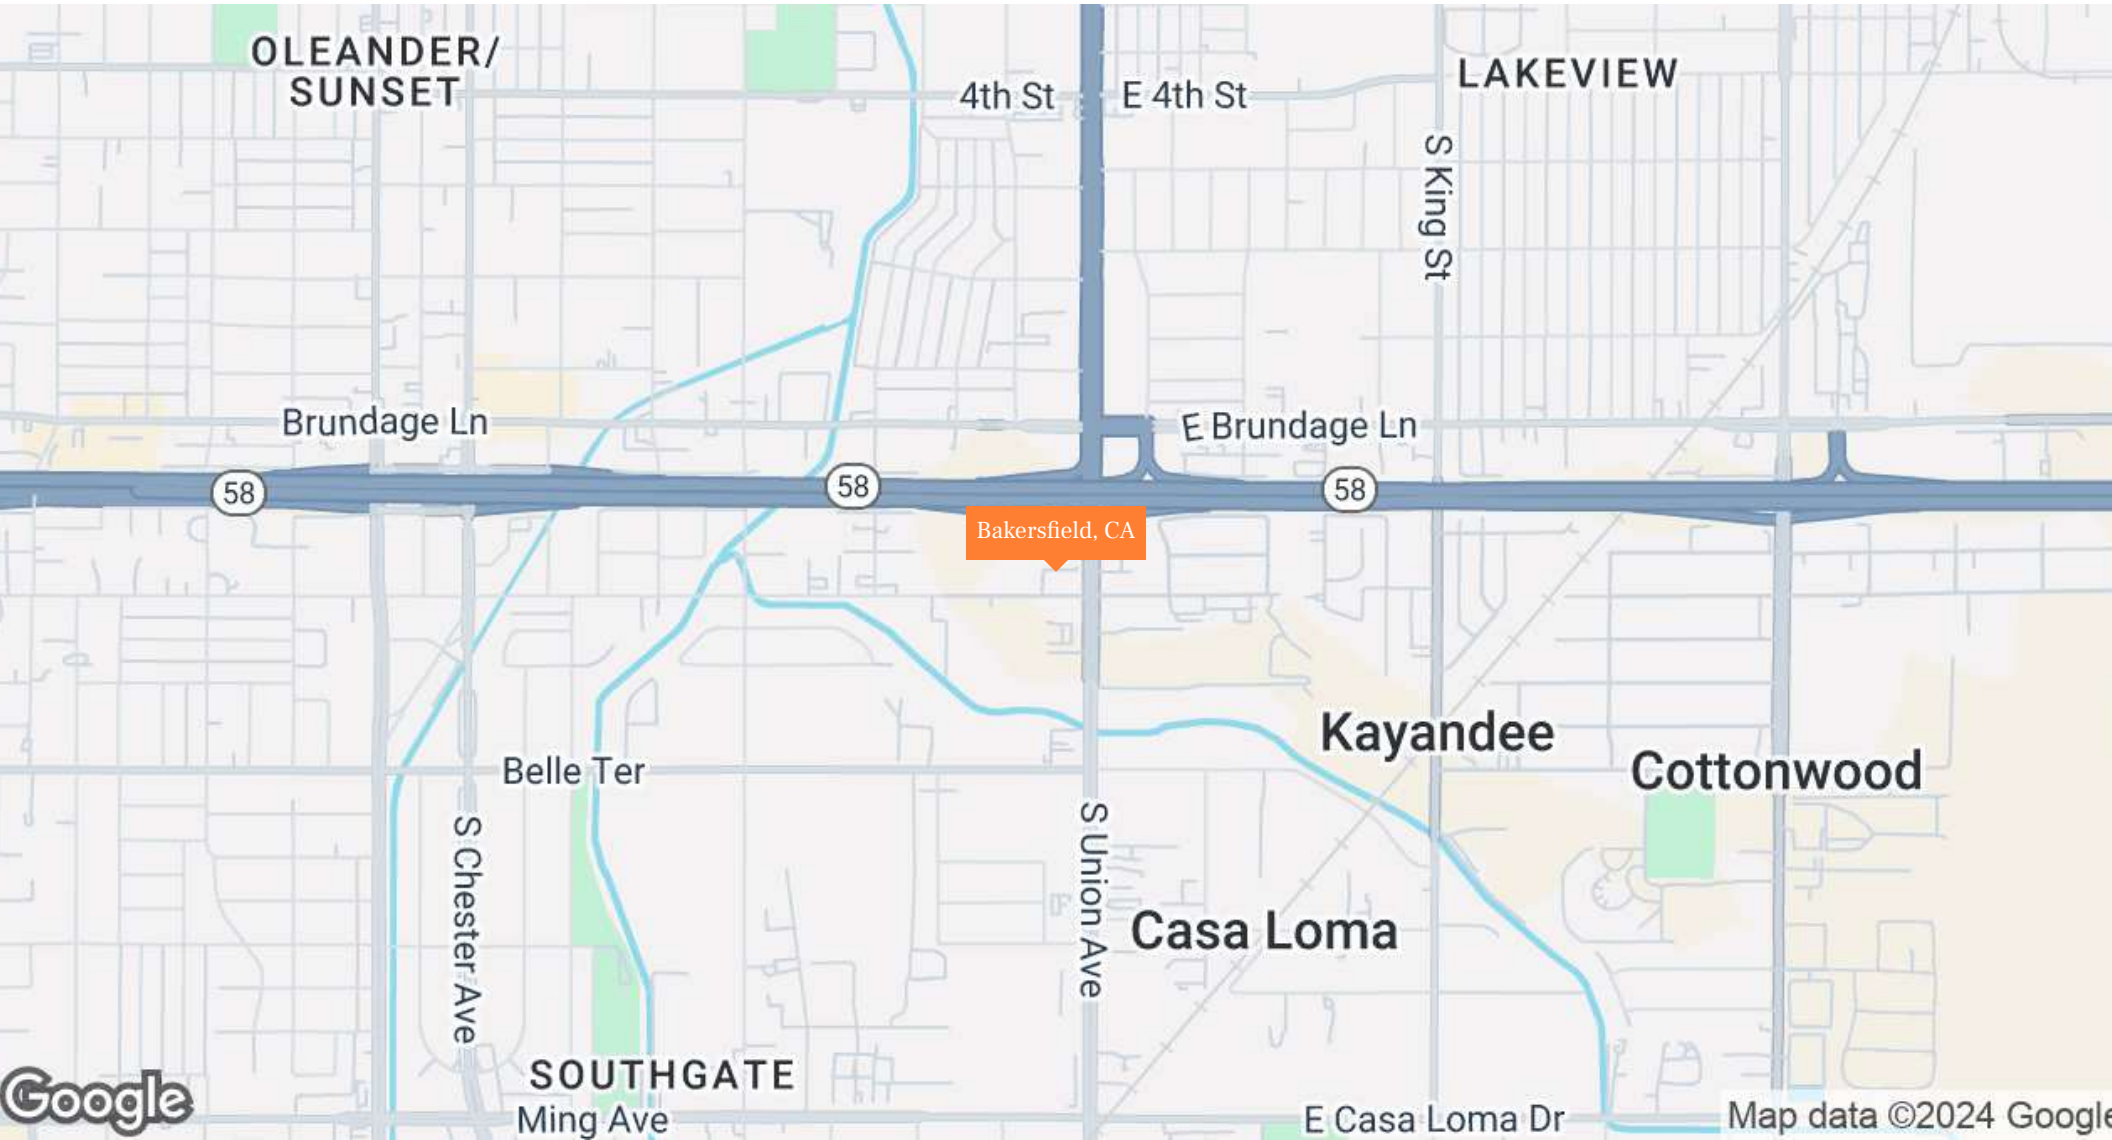 OLEANDER/
SUNSET
4th St
E 4th St
LAKEVIEW
S King St
Brundage Ln
E Brundage Ln
58
58
58
Bakersfield, CA
Kayandee
Cottonwood
Belle Ter
S Chester Ave
S Union Ave
Casa Loma
SOUTHGATE
Ming Ave
E Casa Loma Dr
Google
Map data ©2024 Google